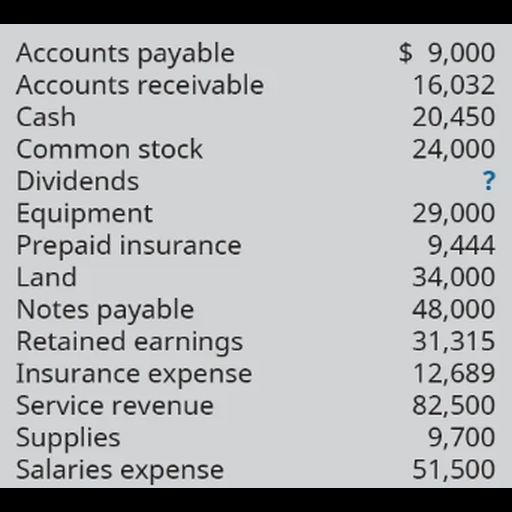 Accounts payable $ 9,000
Accounts receivable 16,032
Cash 20,450
Common stock 24,000
Dividends ?
Equipment 29,000
Prepaid insurance 9,444
Land 34,000
Notes payable 48,000
Retained earnings 31,315
Insurance expense 12,689
Service revenue 82,500
Supplies 9,700
Salaries expense 51,500